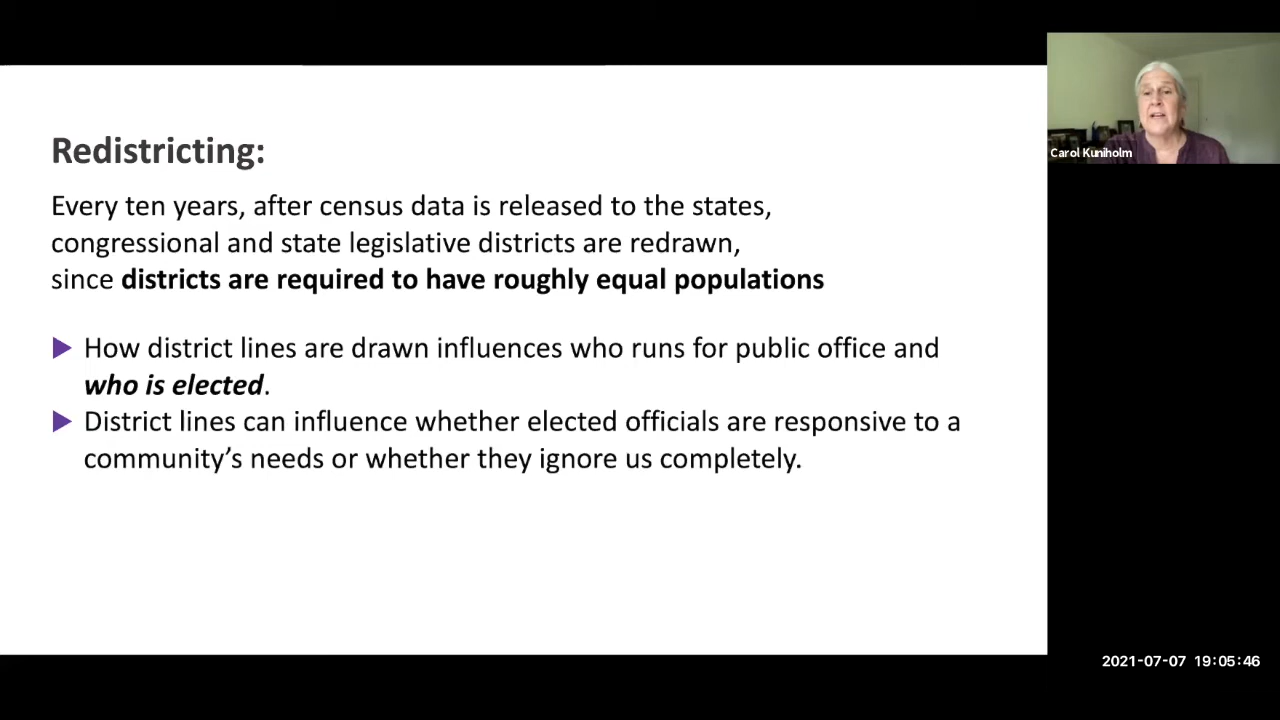 Redistricting:
Every ten years, after census data is released to the states,
congressional and state legislative districts are redrawn,
since districts are required to have roughly equal populations
How district lines are drawn influences who runs for public office and
who is elected.
District lines can influence whether elected officials are responsive to a
community’s needs or whether they ignore us completely.
Carol Kuniholm
2021-07-07 19:05:46